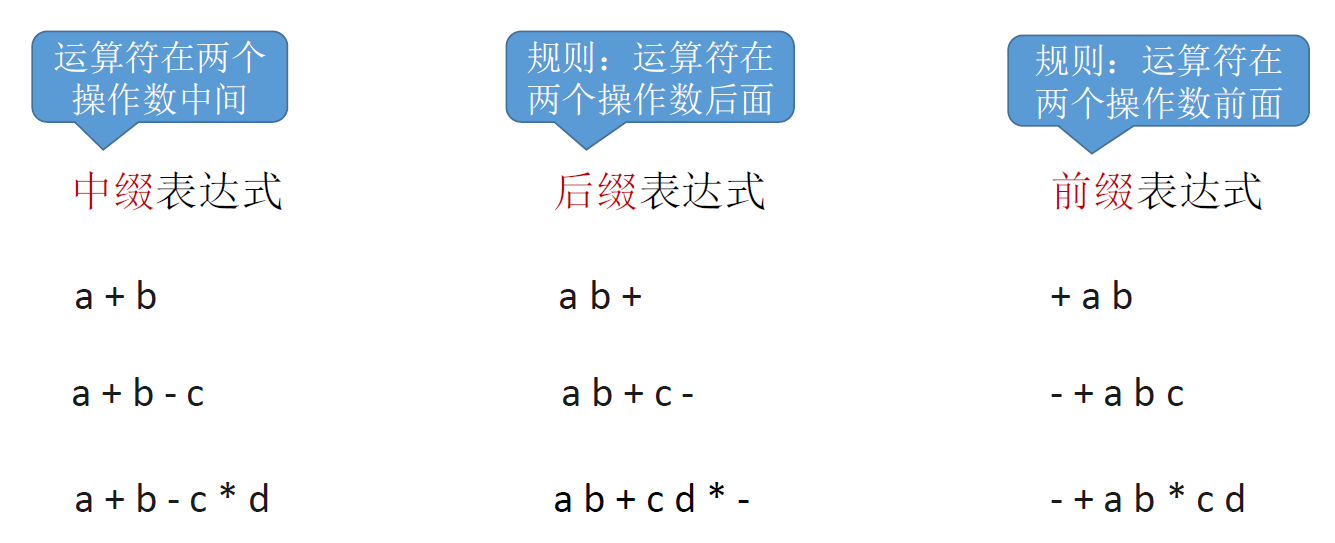 运算符在两个
操作数中间
规则：运算符在
两个操作数后面
规则：运算符在
两个操作数前面
中缀表达式
后缀表达式
前缀表达式
a + b
a b +
+ a b
a + b - c
a b + c -
- + a b c
a + b - c * d
a b + c d * -
- + a b * c d